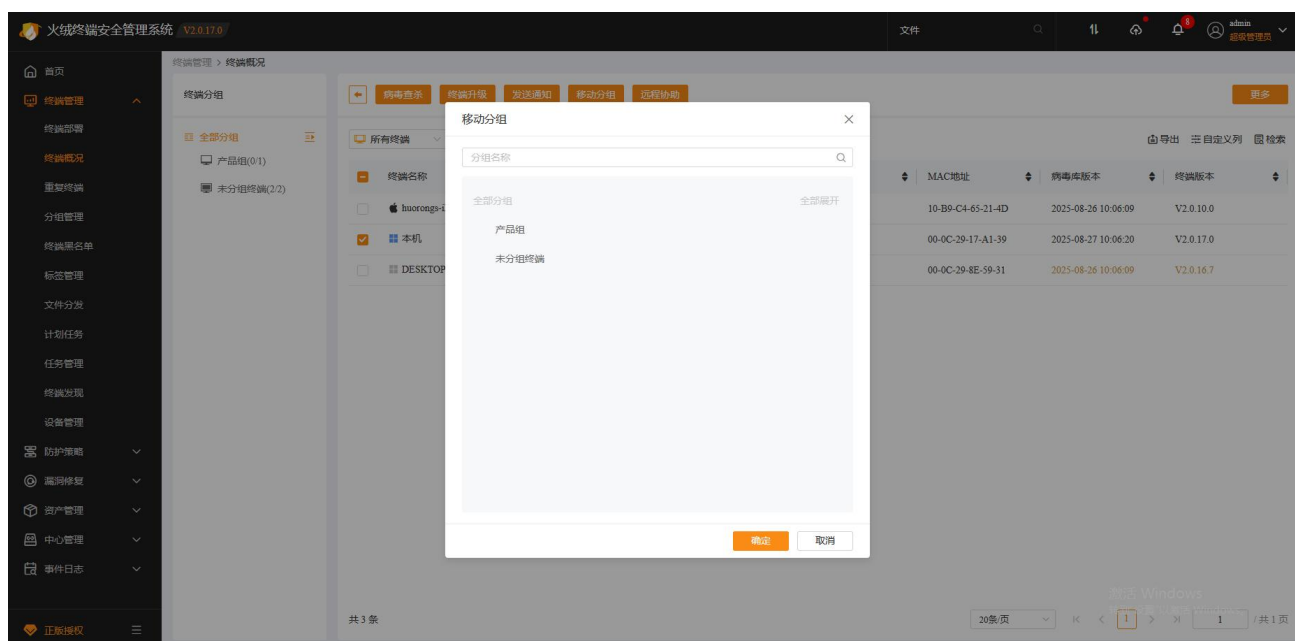 火绒终端安全管理系统 V2.0.17.0
文件
8
admin
超级管理员
首页
终端管理
终端部署
终端概况
重复终端
分组管理
终端黑名单
标签管理
文件分发
计划任务
任务管理
终端发现
设备管理
防护策略
漏洞修复
资产管理
中心管理
事件日志
正版授权
终端管理 > 终端概况
终端分组
全部分组
产品组(0/1)
未分组终端(2/2)
病毒查杀 终端升级 发送通知 移动分组 远程协助 更多
所有终端 导出 自定义列 检索
终端名称 MAC地址 病毒库版本 终端版本
huorongs-i 10-B9-C4-65-21-4D 2025-08-26 10:06:09 V2.0.10.0
本机 00-0C-29-17-A1-39 2025-08-27 10:06:20 V2.0.17.0
DESKTOP 00-0C-29-8E-59-31 2025-08-26 10:06:09 V2.0.16.7
移动分组
分组名称
全部分组 全部展开
产品组
未分组终端
确定 取消
激活 Windows
共 3 条 20条/页 1 1 / 共 1 页